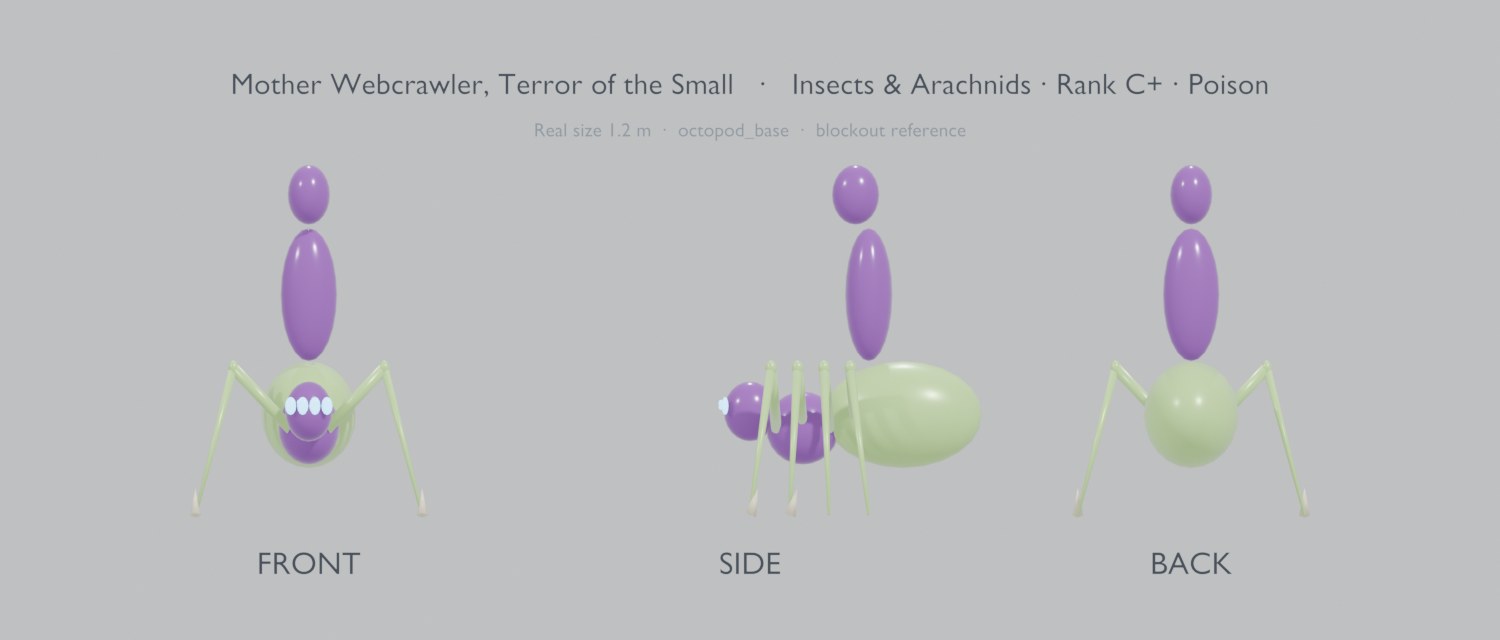 Mother Webcrawler, Terror of the Small · Insects & Arachnids · Rank C+ · Poison
Real size 1.2 m · octopod_base · blockout reference
FRONT
SIDE
BACK